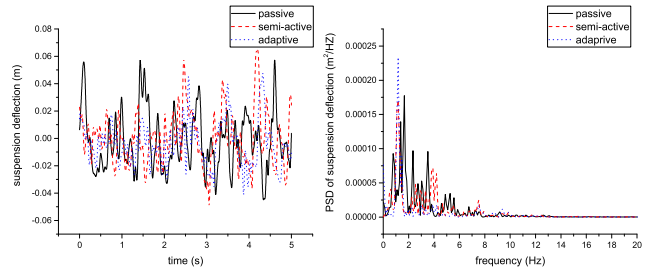 passive
semi-active
adaptive
suspension deflection (m)
0.08
0.06
0.04
0.02
0.00
-0.02
-0.04
-0.06
0 1 2 3 4 5
time (s)
passive
semi-active
adaprive
PSD of suspension deflection (m²/HZ)
0.00025
0.00020
0.00015
0.00010
0.00005
0.00000
0 2 4 6 8 10 12 14 16 18 20
frequency (Hz)